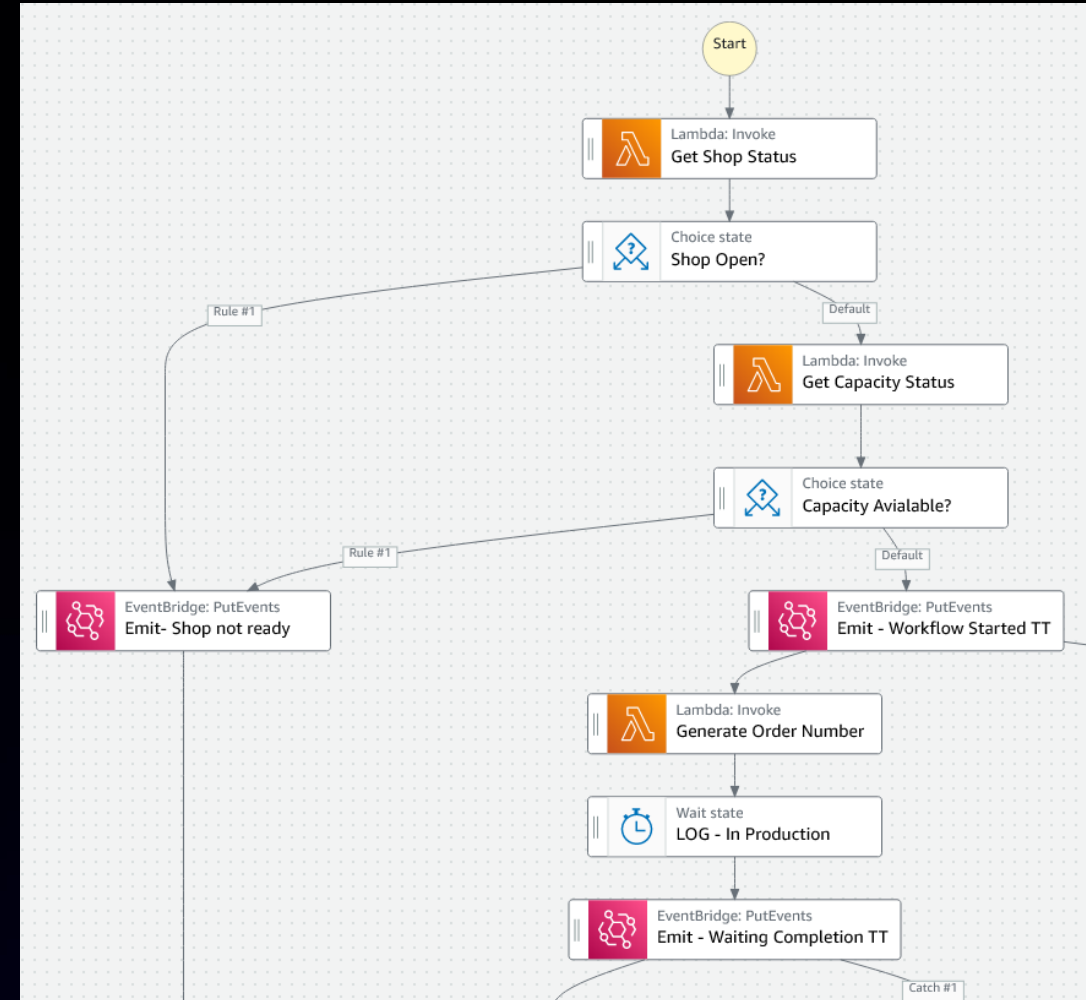 Start
Lambda: Invoke
Get Shop Status
Choice state
Shop Open?
Rule #1
Default
Lambda: Invoke
Get Capacity Status
Choice state
Capacity Avialable?
Rule #1
Default
EventBridge: PutEvents
Emit- Shop not ready
EventBridge: PutEvents
Emit - Workflow Started TT
Lambda: Invoke
Generate Order Number
Wait state
LOG - In Production
EventBridge: PutEvents
Emit - Waiting Completion TT
Catch #1